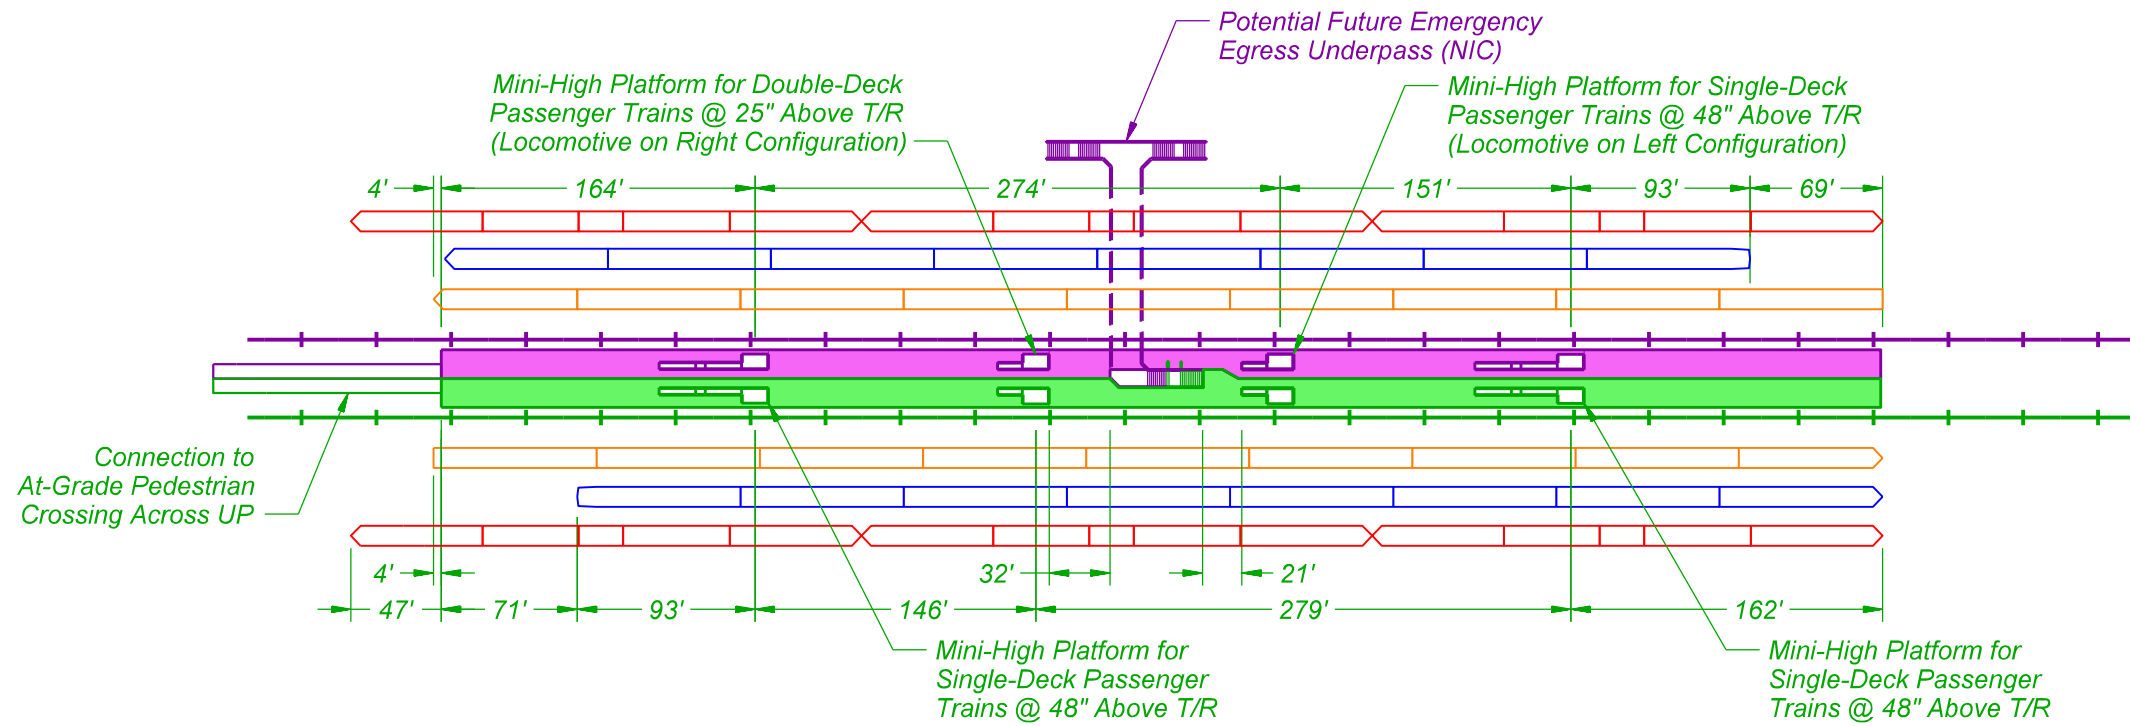 Potential Future Emergency
Egress Underpass (NIC)
Mini-High Platform for Double-Deck
Passenger Trains @ 25" Above T/R
(Locomotive on Right Configuration)
Mini-High Platform for Single-Deck
Passenger Trains @ 48" Above T/R
(Locomotive on Left Configuration)
4' 164' 274' 151' 93' 69'
Connection to
At-Grade Pedestrian
Crossing Across UP
4' 32' 21'
47' 71' 93' 146' 279' 162'
Mini-High Platform for
Single-Deck Passenger
Trains @ 48" Above T/R
Mini-High Platform for
Single-Deck Passenger
Trains @ 48" Above T/R